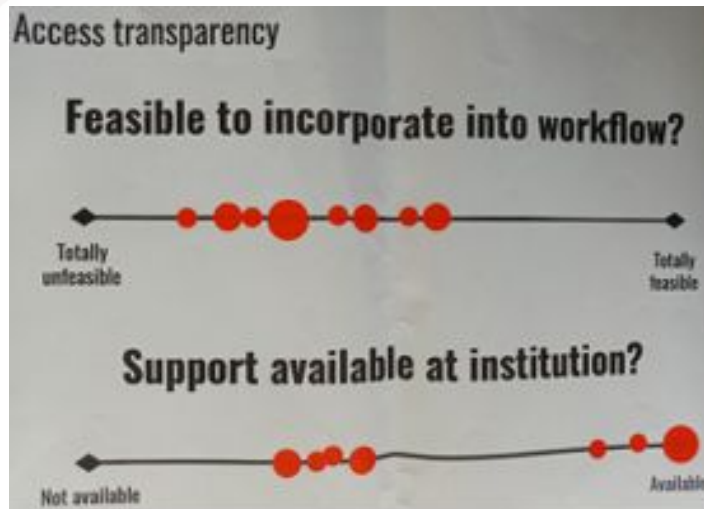 Access transparency
Feasible to incorporate into workflow?
Totally
unfeasible
Totally
feasible
Support available at institution?
Not available
Available